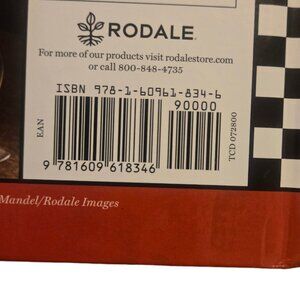 RODALE
For more of our products visit rodalestore.com
or call 800-848-4735
ISBN 978-1-60961-834-6
90000
EAN
9 781609 618346
TCD 072800
Mandel/Rodale Images